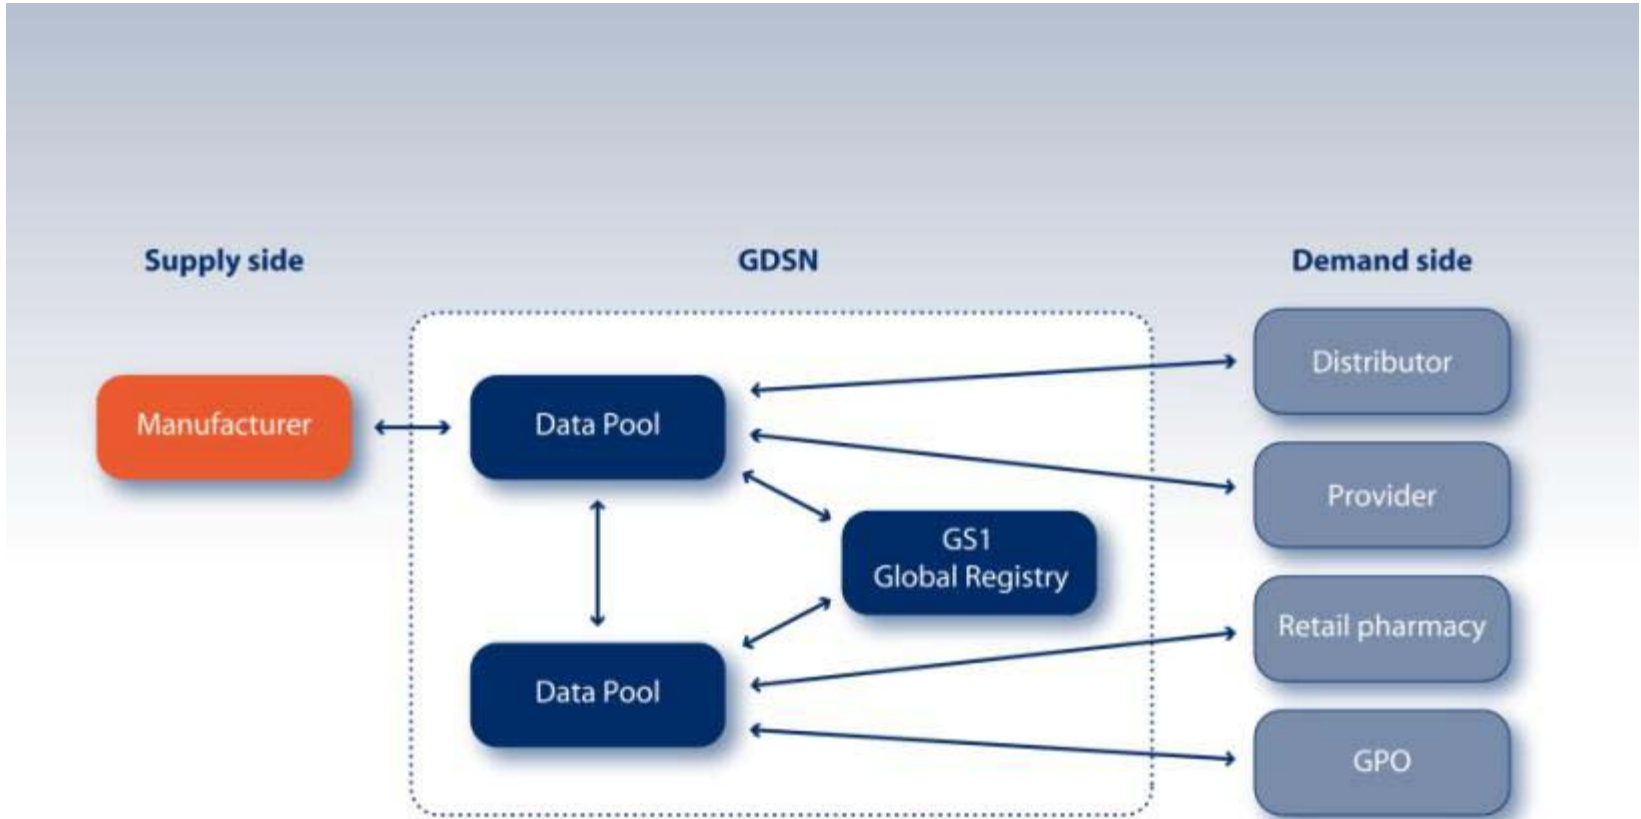 Supply side
GDSN
Demand side
Manufacturer
Data Pool
Distributor
Provider
GS1
Global Registry
Data Pool
Retail pharmacy
GPO